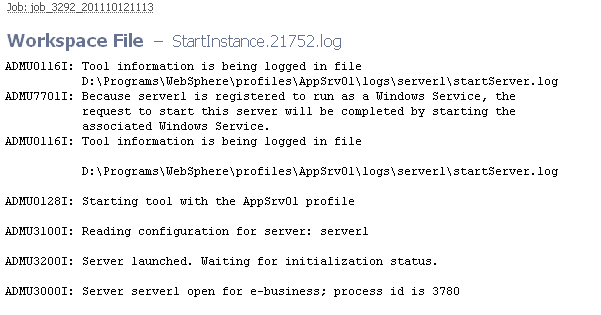 Job: job_3292_201110121113
Workspace File – StartInstance.21752.log
ADMU0116I: Tool information is being logged in file
D:\Programs\WebSphere\profiles\AppSrv01\logs\server1\startServer.log
ADMU7701I: Because server1 is registered to run as a Windows Service, the
request to start this server will be completed by starting the
associated Windows Service.
ADMU0116I: Tool information is being logged in file
D:\Programs\WebSphere\profiles\AppSrv01\logs\server1\startServer.log
ADMU0128I: Starting tool with the AppSrv01 profile
ADMU3100I: Reading configuration for server: server1
ADMU3200I: Server launched. Waiting for initialization status.
ADMU3000I: Server server1 open for e-business; process id is 3780